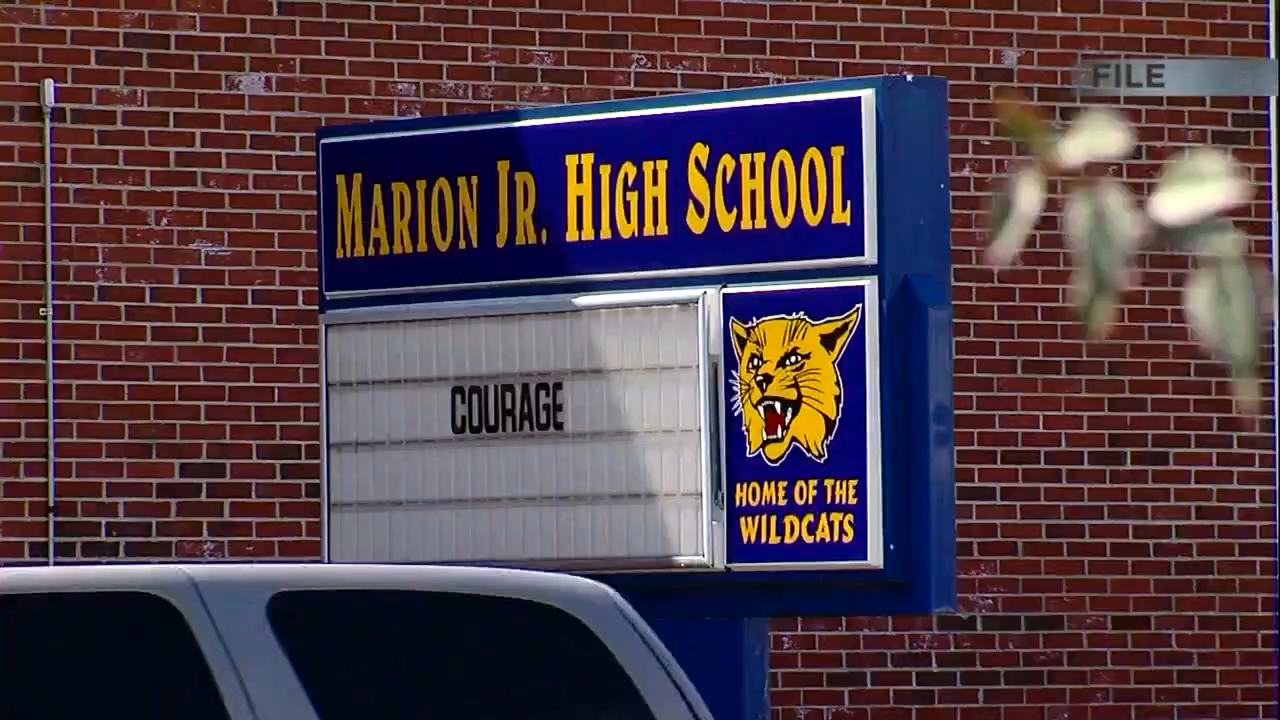 FILE
MARION JR. HIGH SCHOOL
COURAGE
HOME OF THE
WILDCATS